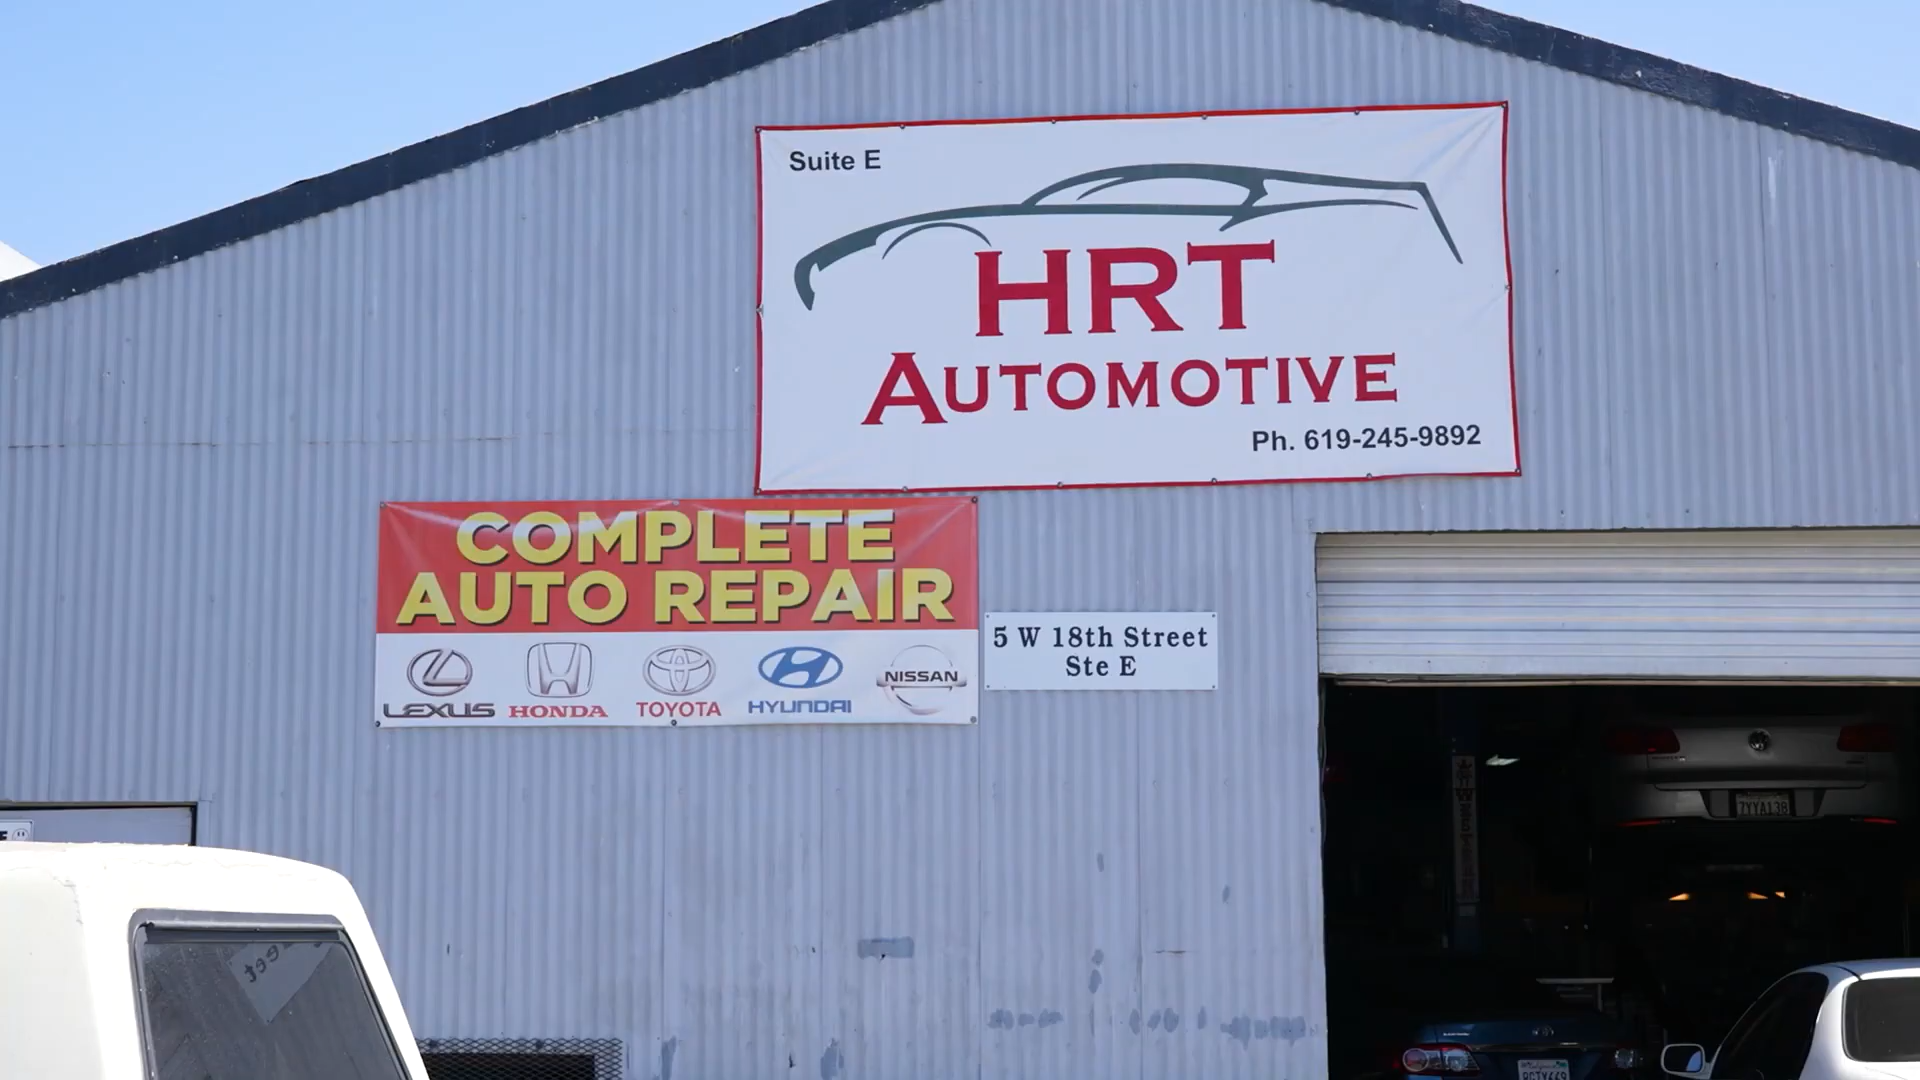 Suite E
HRT
AUTOMOTIVE
Ph. 619-245-9892
COMPLETE
AUTO REPAIR
LEXUS HONDA TOYOTA HYUNDAI NISSAN
5 W 18th Street
Ste E
7YYA138